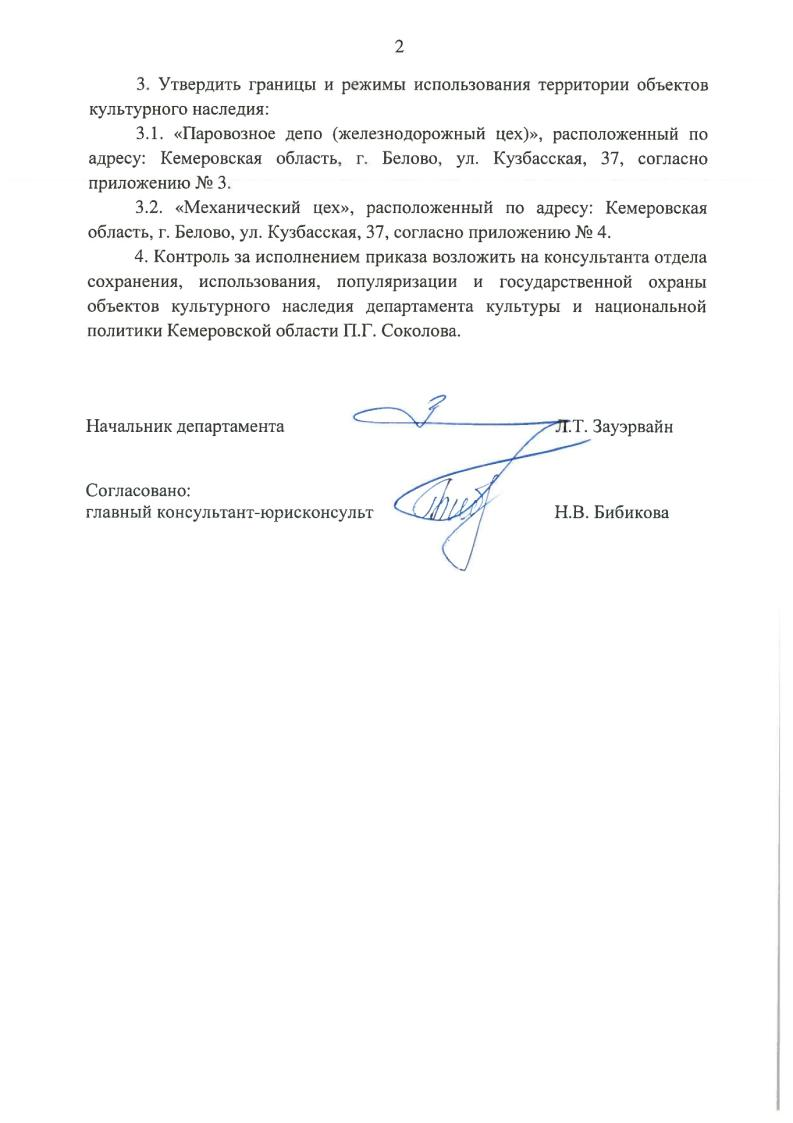 2
3. Утвердить границы и режимы использования территории объектов
культурного наследия:
3.1. «Паровозное депо (железнодорожный цех)», расположенный по
адресу: Кемеровская область, г. Белово, ул. Кузбасская, 37, согласно
приложению № 3.
3.2. «Механический цех», расположенный по адресу: Кемеровская
область, г. Белово, ул. Кузбасская, 37, согласно приложению № 4.
4. Контроль за исполнением приказа возложить на консультанта отдела
сохранения, использования, популяризации и государственной охраны
объектов культурного наследия департамента культуры и национальной
политики Кемеровской области П.Г. Соколова.
Начальник департамента Л.Т. Зауэрвайн
Согласовано:
главный консультант-юрисконсульт Н.В. Бибикова